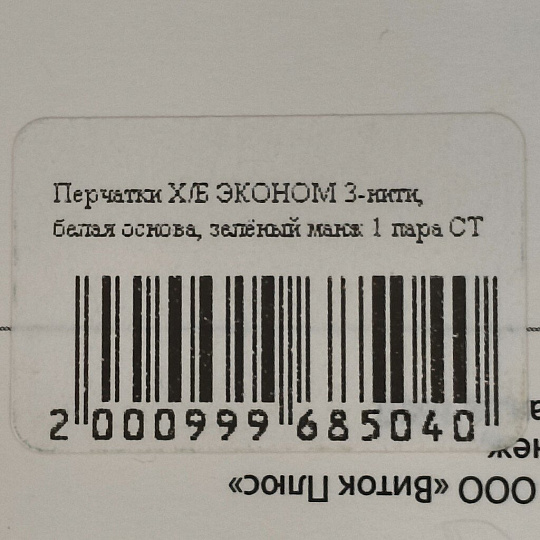 Перчатки Х/Б ЭКОНОМ 3-нити,
белая основа, зелёный манж 1 пара СТ
2 000999 685040
ООО «Виток Плюс»